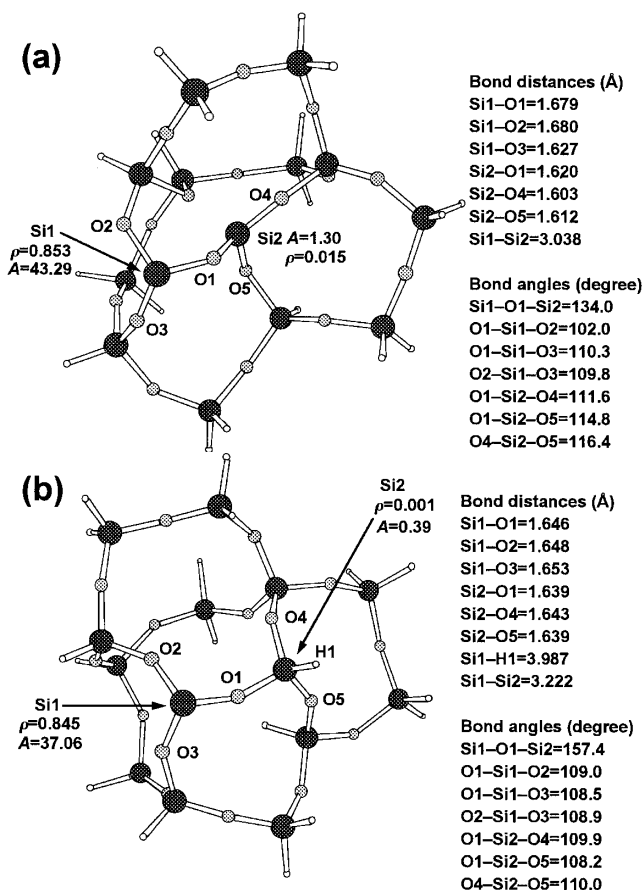 (a)
Bond distances (Å)
Si1–O1=1.679
Si1–O2=1.680
Si1–O3=1.627
Si2–O1=1.620
Si2–O4=1.603
Si2–O5=1.612
Si1–Si2=3.038
Bond angles (degree)
Si1–O1–Si2=134.0
O1–Si1–O2=102.0
O1–Si1–O3=110.3
O2–Si1–O3=109.8
O1–Si2–O4=111.6
O1–Si2–O5=114.8
O4–Si2–O5=116.4
O4
Si1
ρ=0.853
A=43.29
O2
Si2 A=1.30
ρ=0.015
O1
O5
O3
(b)
Si2
ρ=0.001
A=0.39
Bond distances (Å)
Si1–O1=1.646
Si1–O2=1.648
Si1–O3=1.653
Si2–O1=1.639
Si2–O4=1.643
Si2–O5=1.639
Si1–H1=3.987
Si1–Si2=3.222
Bond angles (degree)
Si1–O1–Si2=157.4
O1–Si1–O2=109.0
O1–Si1–O3=108.5
O2–Si1–O3=108.9
O1–Si2–O4=109.9
O1–Si2–O5=108.2
O4–Si2–O5=110.0
O4
O2
H1
O1
O5
Si1
ρ=0.845
A=37.06
O3